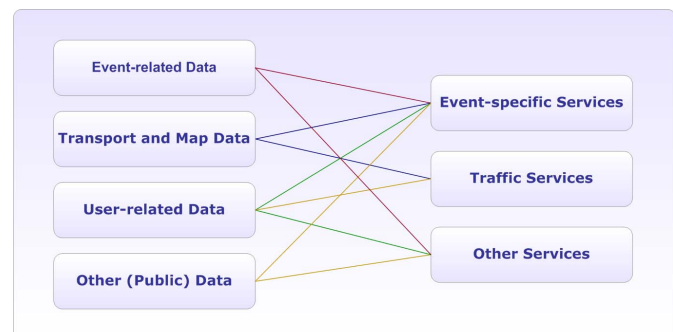 Event-related Data
Transport and Map Data
User-related Data
Other (Public) Data
Event-specific Services
Traffic Services
Other Services